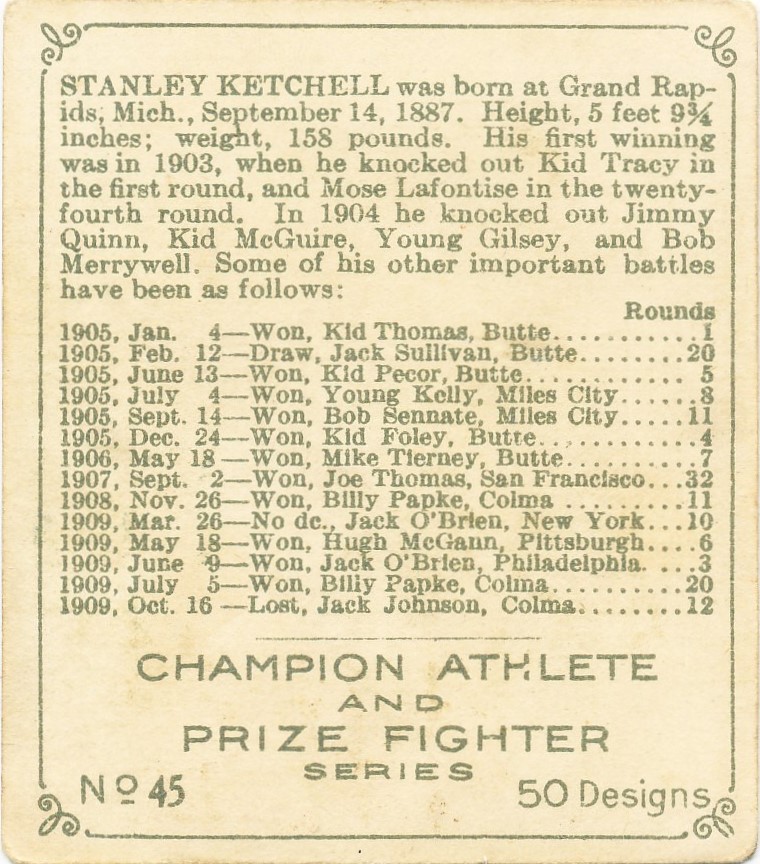 STANLEY KETCHELL was born at Grand Rap-
ids, Mich., September 14, 1887. Height, 5 feet 9¾
inches; weight, 158 pounds. His first winning
was in 1903, when he knocked out Kid Tracy in
the first round, and Mose Lafontise in the twenty-
fourth round. In 1904 he knocked out Jimmy
Quinn, Kid McGuire, Young Gilsey, and Bob
Merrywell. Some of his other important battles
have been as follows:
Rounds
1905, Jan. 4—Won, Kid Thomas, Butte..........1
1905, Feb. 12—Draw, Jack Sullivan, Butte.......20
1905, June 13—Won, Kid Pecor, Butte........... 5
1905, July 4—Won, Young Kelly, Miles City......8
1905, Sept. 14—Won, Bob Sennate, Miles City.....11
1905, Dec. 24—Won, Kid Foley, Butte...........4
1906, May 18—Won, Mike Tierney, Butte.........7
1907, Sept. 2—Won, Joe Thomas, San Francisco...32
1908, Nov. 26—Won, Billy Papke, Colma .........11
1909, Mar. 26—No dc., Jack O'Brien, New York...10
1909, May 18—Won, Hugh McGann, Pittsburgh....6
1909, June 9—Won, Jack O'Brien, Philadelphia. ...3
1909, July 5—Won, Billy Papke, Colma..........20
1909, Oct. 16 —Lost, Jack Johnson, Colma........12
CHAMPION ATHLETE
AND
PRIZE FIGHTER
SERIES
Nº 45 50 Designs